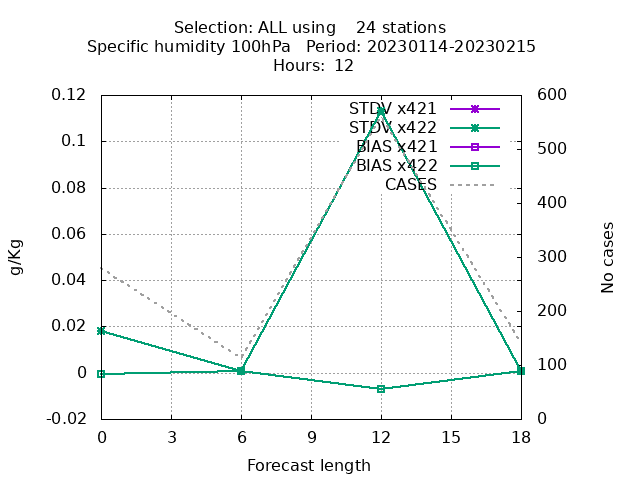 Selection: ALL using    24 stations
Specific humidity 100hPa   Period: 20230114-20230215
Hours: 12
STDV x421
STDV x422
BIAS x421
BIAS x422
CASES
0.12
0.1
0.08
0.06
0.04
0.02
0
-0.02
g/Kg
600
500
400
300
200
100
0
No cases
0 3 6 9 12 15 18
Forecast length